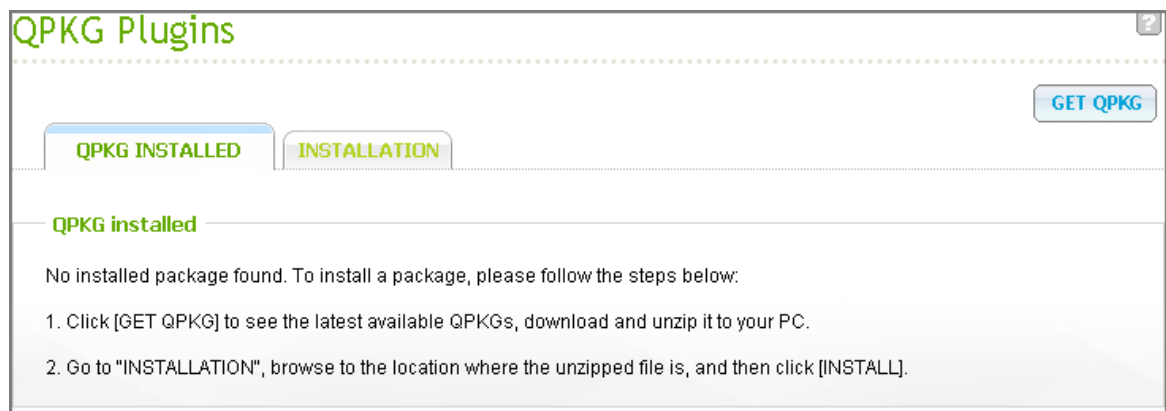 QPKG Plugins
?
GET QPKG
QPKG INSTALLED
INSTALLATION
QPKG installed
No installed package found. To install a package, please follow the steps below:
1. Click [GET QPKG] to see the latest available QPKGs, download and unzip it to your PC.
2. Go to "INSTALLATION", browse to the location where the unzipped file is, and then click [INSTALL].